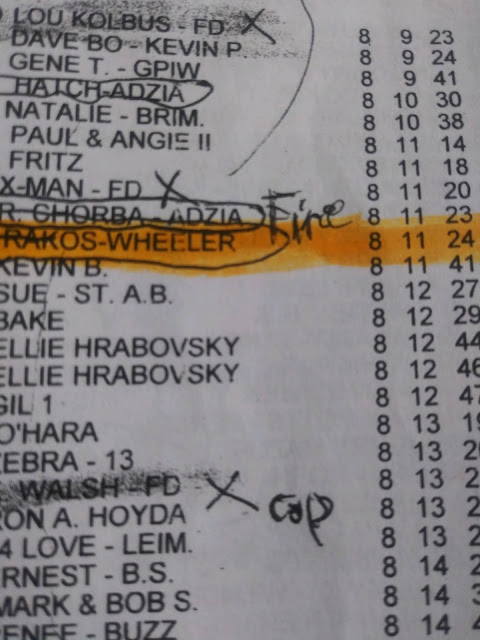 LOU KOLBUS - FD X 8 9 23
DAVE BO - KEVIN P. 8 9 24
GENE T. - GPIW 8 9 41
HATCH-ADZIA 8 10 30
NATALIE - BRIM. 8 10 38
PAUL & ANGIE II 8 11 14
FRITZ 8 11 18
X-MAN - FD X 8 11 20
R. CHORBA - ADZIA Fire 8 11 23
RAKOS-WHELLER 8 11 24
KEVIN B. 8 11 41
SUE - ST. A.B. 8 12 27
BAKE 8 12 29
ELLIE HRABOVSKY 8 12 44
ELLIE HRABOVSKY 8 12 46
GIL 1 8 12 47
O'HARA 8 13
ZEBRA - 13 8 13
WALSH - FD X cop 8 13
RON A. HOYDA 8 13
4 LOVE - LEIM. 8 13
ERNEST - B.S. 8 14
MARK & BOB S. 8 14
RENEE - BUZZ 8 14